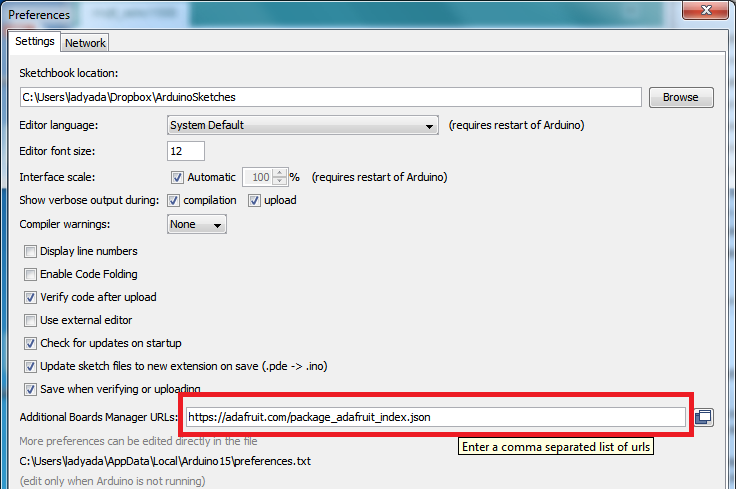 Preferences
Settings Network
Sketchbook location:
C:\Users\ladyada\Dropbox\ArduinoSketches Browse
Editor language: System Default (requires restart of Arduino)
Editor font size: 12
Interface scale: Automatic 100 % (requires restart of Arduino)
Show verbose output during: compilation upload
Compiler warnings: None
Display line numbers
Enable Code Folding
Verify code after upload
Use external editor
Check for updates on startup
Update sketch files to new extension on save (.pde -> .ino)
Save when verifying or uploading
Additional Boards Manager URLs: https://adafruit.com/package_adafruit_index.json
More preferences can be edited directly in the file
Enter a comma separated list of urls
C:\Users\ladyada\AppData\Local\Arduino15\preferences.txt
(edit only when Arduino is not running)